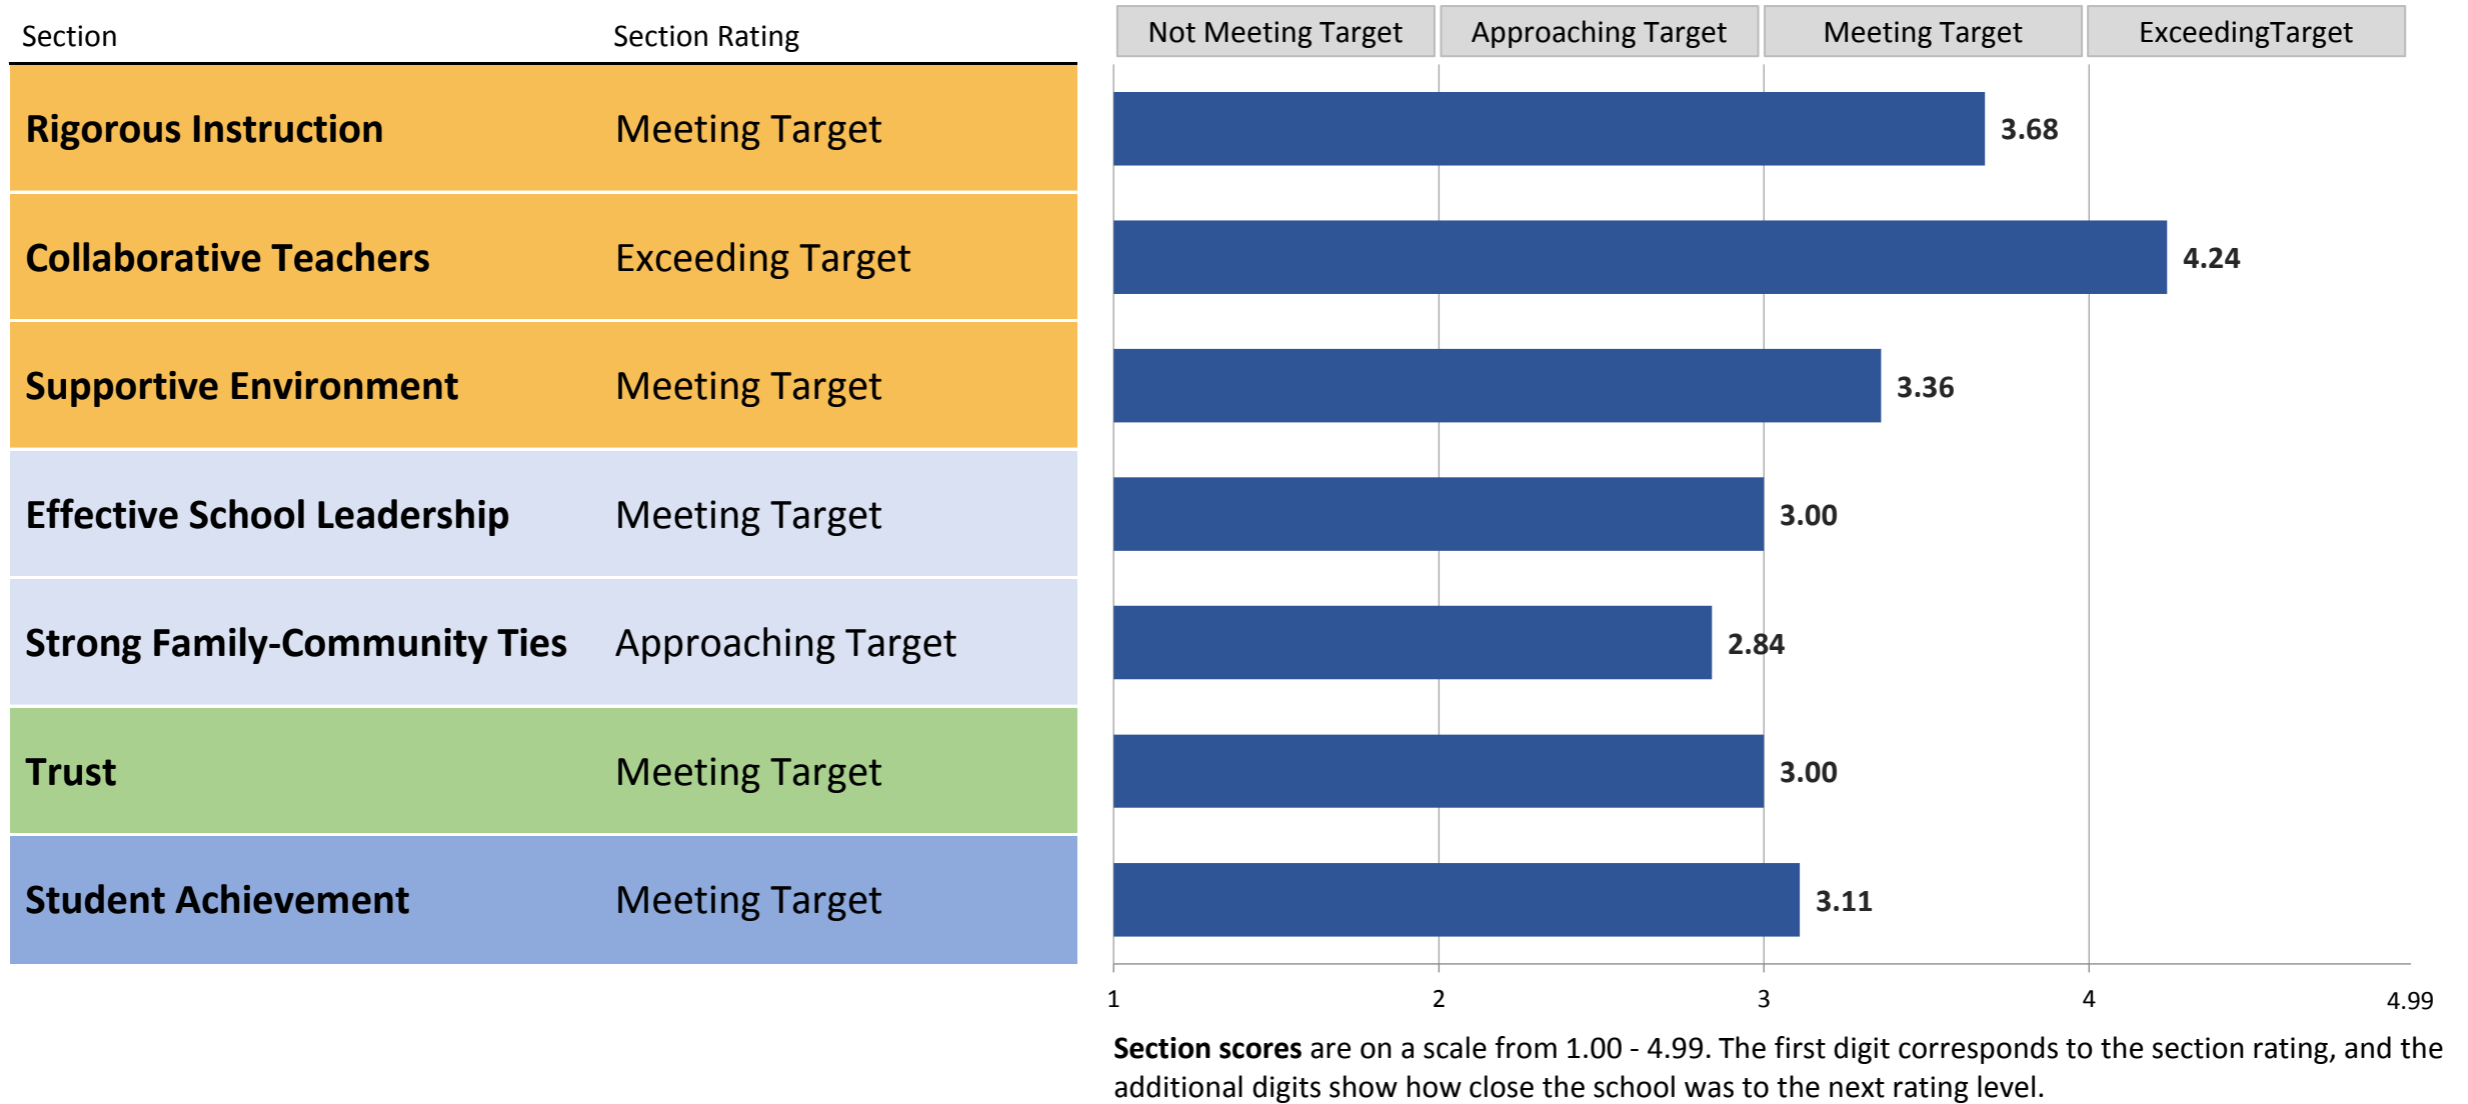 Section Section Rating Not Meeting Target Approaching Target Meeting Target ExceedingTarget
Rigorous Instruction Meeting Target 3.68
Collaborative Teachers Exceeding Target 4.24
Supportive Environment Meeting Target 3.36
Effective School Leadership Meeting Target 3.00
Strong Family-Community Ties Approaching Target 2.84
Trust Meeting Target 3.00
Student Achievement Meeting Target 3.11
1 2 3 4 4.99
Section scores are on a scale from 1.00 - 4.99. The first digit corresponds to the section rating, and the
additional digits show how close the school was to the next rating level.